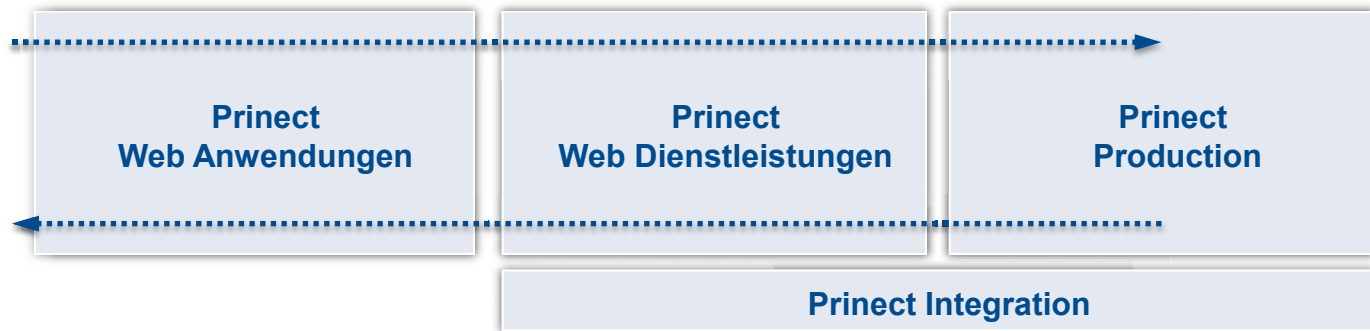 Prinect
Web Anwendungen
Prinect
Web Dienstleistungen
Prinect
Production
Prinect Integration